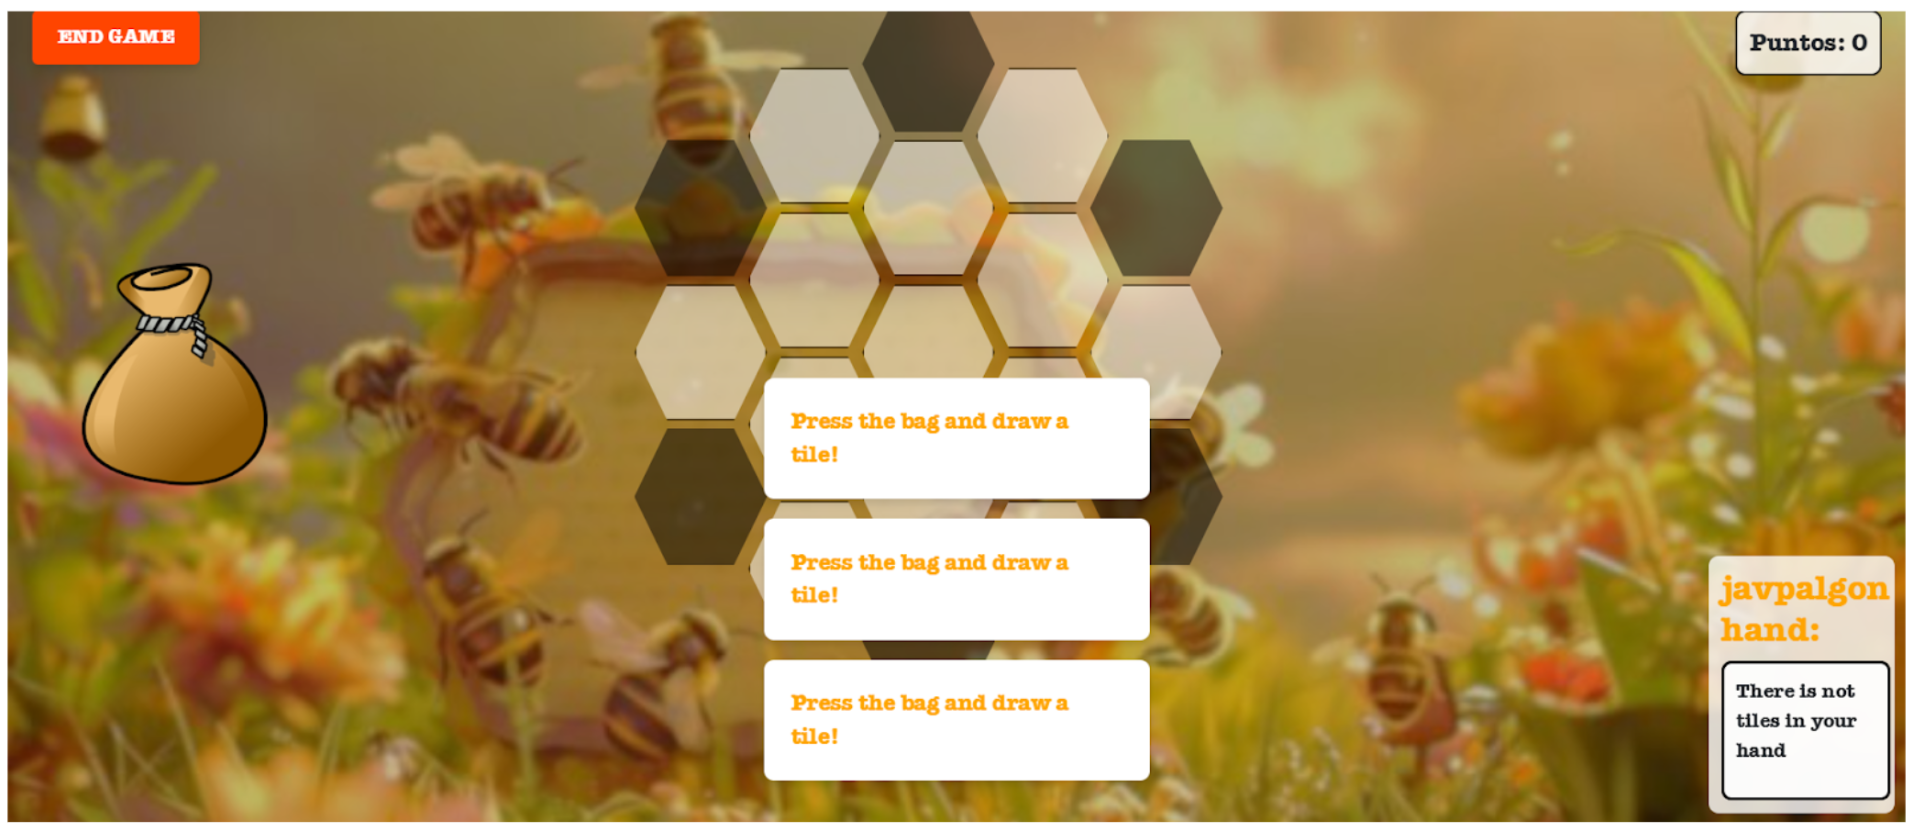 END GAME
Puntos: 0
Press the bag and draw a
tile!
Press the bag and draw a
tile!
Press the bag and draw a
tile!
javpalgon
hand:
There is not
tiles in your
hand